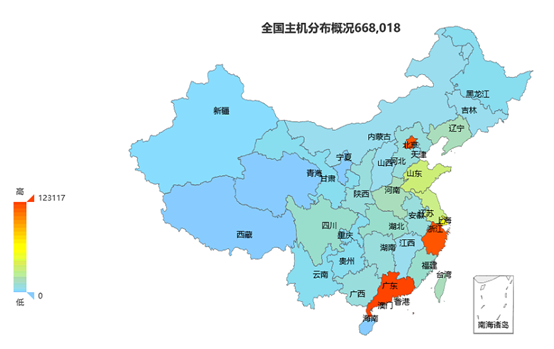 全国主机分布概况668,018
黑龙江
吉林
新疆
辽宁
内蒙古
北京
天津
宁夏
山西
河北
青海
甘肃
山东
高
123117
陕西
河南
江苏
上海
安徽
四川
湖北
浙江
西藏
重庆
湖南
江西
贵州
福建
云南
台湾
广东
广西
0
低
香港
澳门
海南
南海诸岛